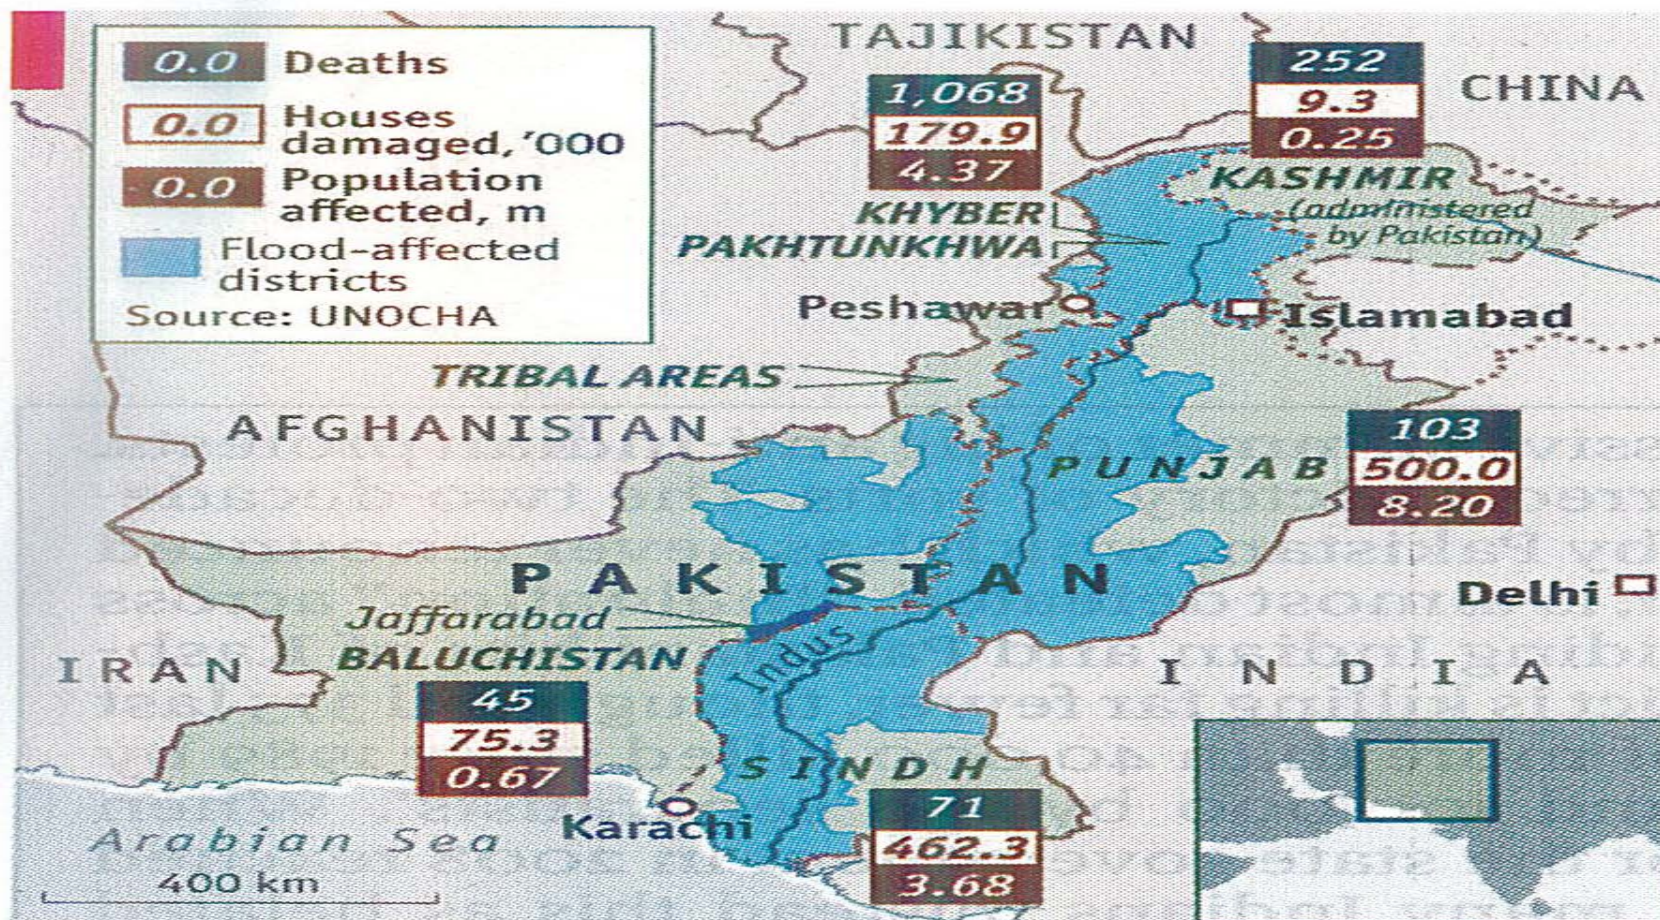 0.0 Deaths
0.0 Houses
damaged, '000
0.0 Population
affected, m
Flood-affected
districts
Source: UNOCHA
TAJIKISTAN
CHINA
1,068
179.9
4.37
252
9.3
0.25
KASHMIR
(administered
by Pakistan)
KHYBER
PAKHTUNKHWA
Peshawar
Islamabad
TRIBAL AREAS
AFGHANISTAN
PUNJAB
103
500.0
8.20
PAKISTAN
Delhi
Jaffarabad
BALUCHISTAN
Indus
IRAN
INDIA
45
75.3
0.67
SINDH
71
462.3
3.68
Karachi
Arabian Sea
400 km